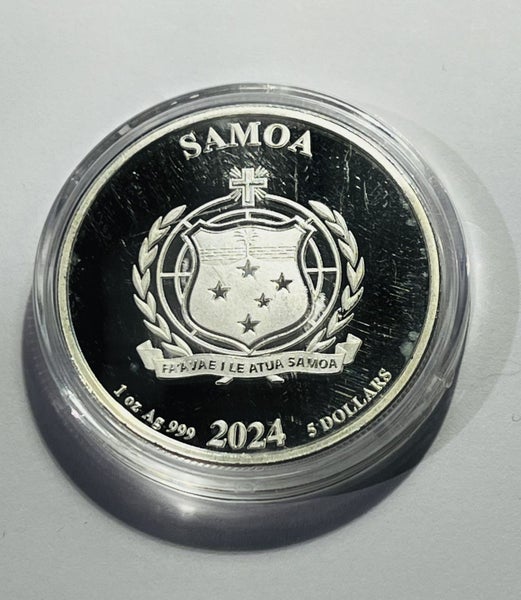 SAMOA
FA'AVAE I LE ATUA SAMOA
1 oz Ag 999 2024 5 DOLLARS